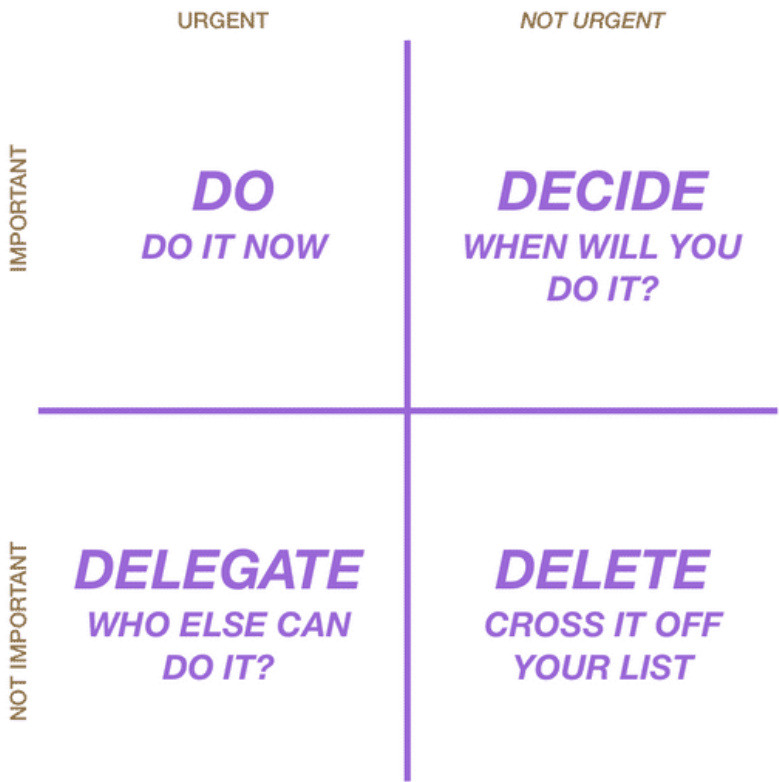 URGENT
NOT URGENT
IMPORTANT
DO
DO IT NOW
DECIDE
WHEN WILL YOU
DO IT?
NOT IMPORTANT
DELEGATE
WHO ELSE CAN
DO IT?
DELETE
CROSS IT OFF
YOUR LIST